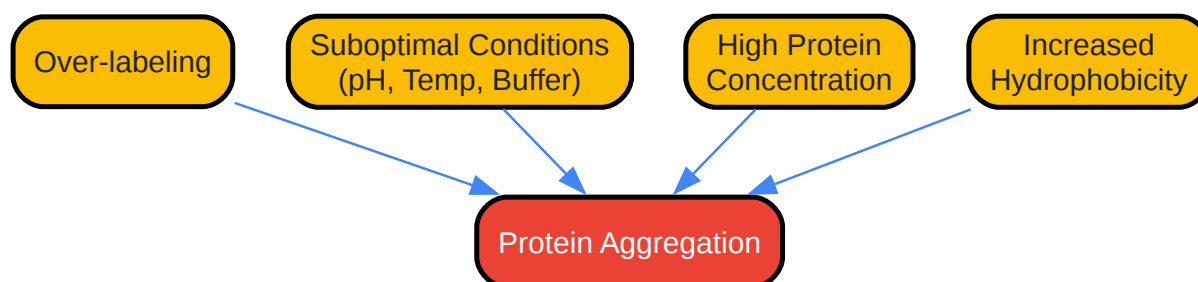 Over-labeling
Suboptimal Conditions
(pH, Temp, Buffer)
High Protein
Concentration
Increased
Hydrophobicity
Protein Aggregation